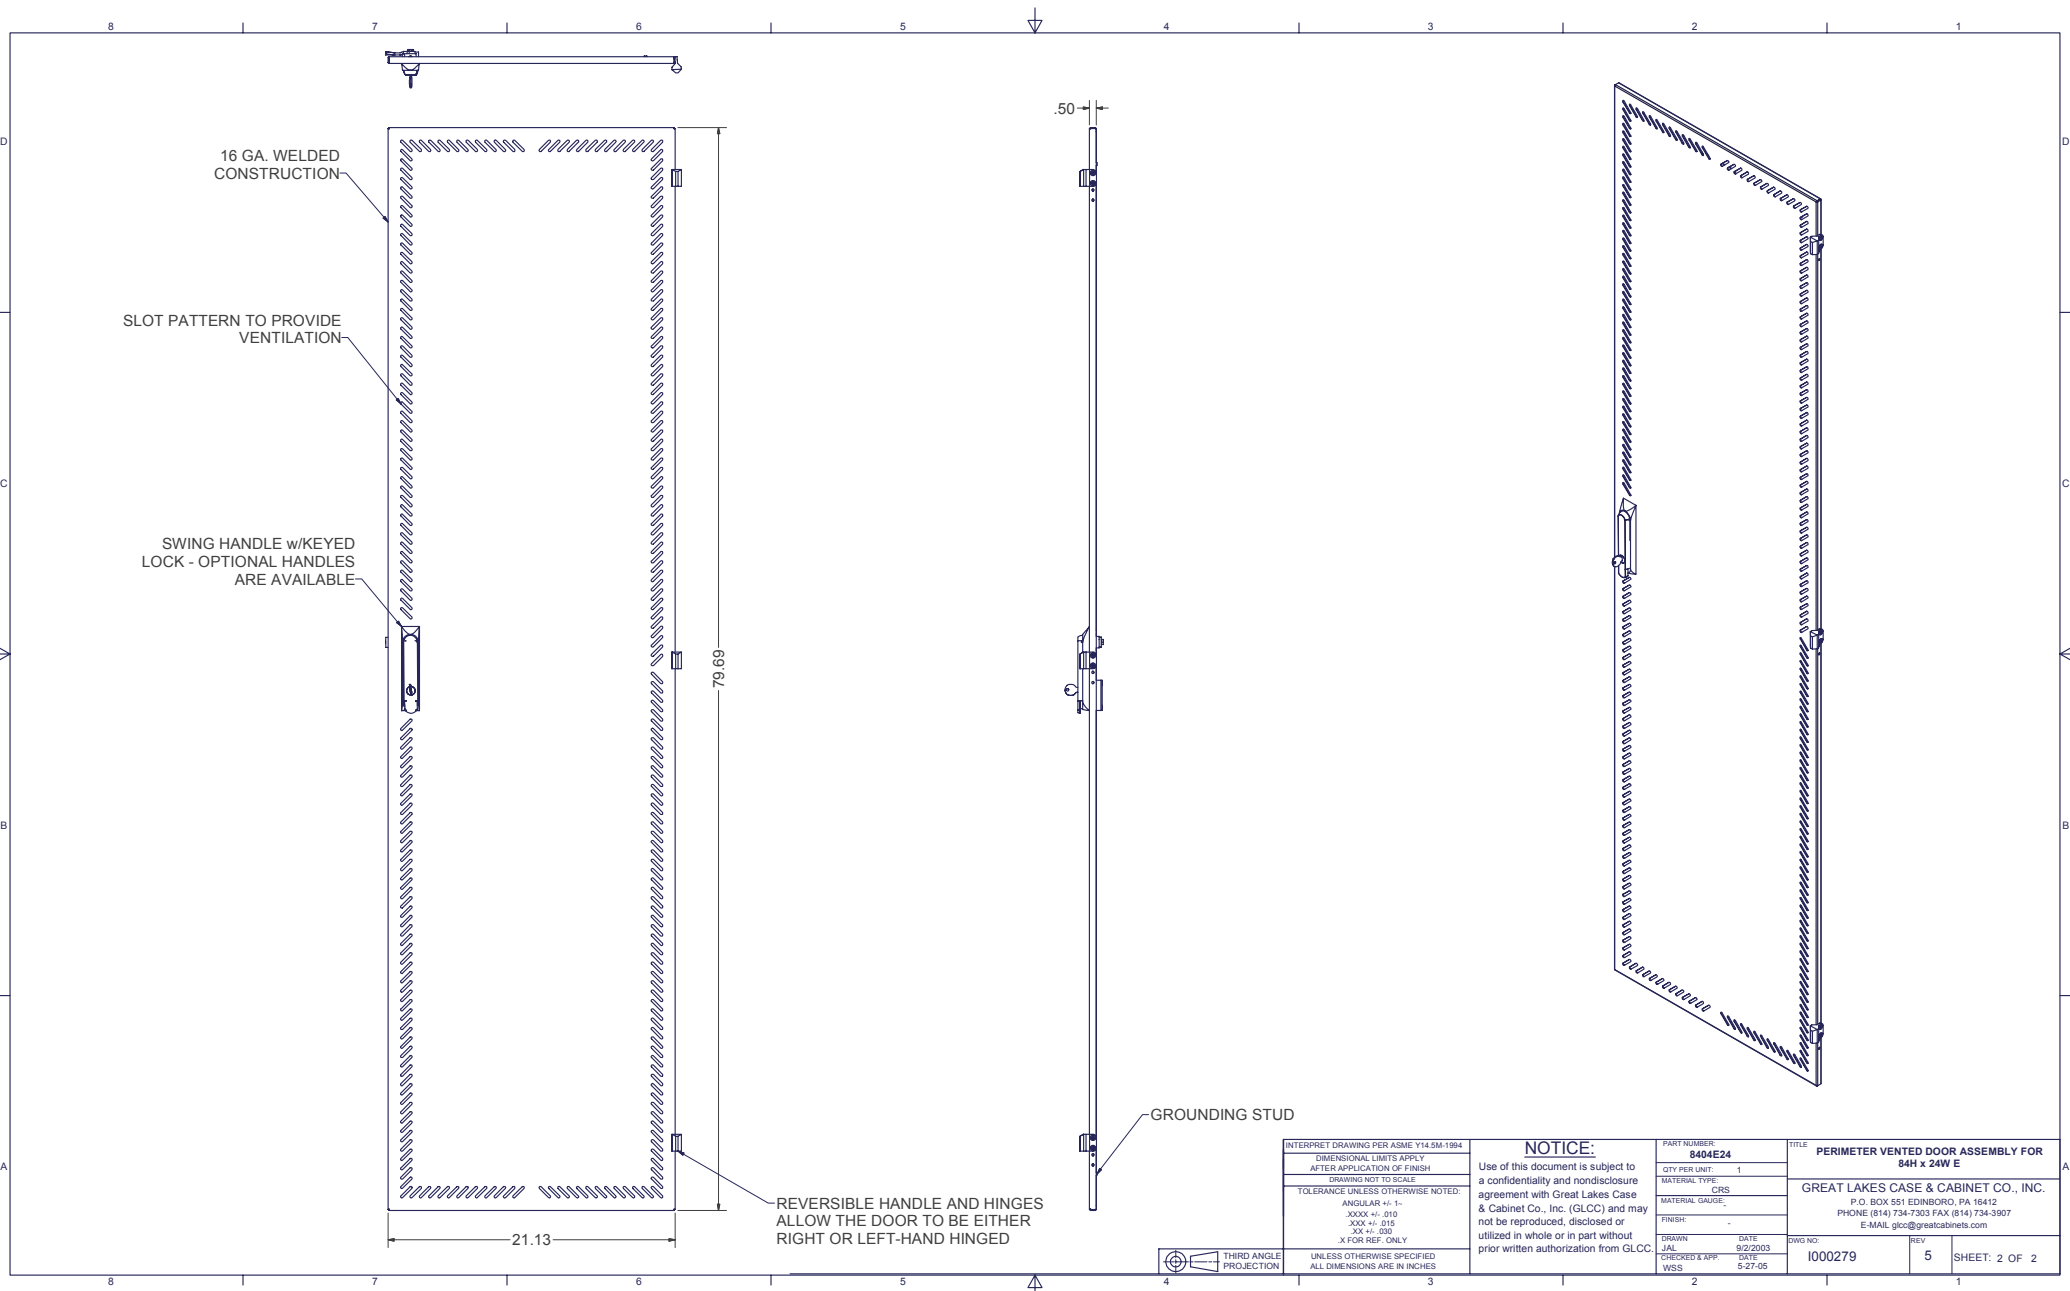 8 7 6 5 4 3 2 1
D
D
.50
16 GA. WELDED
CONSTRUCTION
SLOT PATTERN TO PROVIDE
VENTILATION
C
C
SWING HANDLE w/KEYED
LOCK - OPTIONAL HANDLES
ARE AVAILABLE
79.69
B
B
GROUNDING STUD
A
A
REVERSIBLE HANDLE AND HINGES
ALLOW THE DOOR TO BE EITHER
RIGHT OR LEFT-HAND HINGED
21.13
THIRD ANGLE
PROJECTION
INTERPRET DRAWING PER ASME Y14.5M-1994
DIMENSIONAL LIMITS APPLY
AFTER APPLICATION OF FINISH
DRAWING NOT TO SCALE
TOLERANCE UNLESS OTHERWISE NOTED:
ANGULAR +/- 1~
.XXXX +/- .010
.XXX +/- .015
.XX +/- .030
.X FOR REF. ONLY
UNLESS OTHERWISE SPECIFIED
ALL DIMENSIONS ARE IN INCHES
NOTICE:
Use of this document is subject to
a confidentiality and nondisclosure
agreement with Great Lakes Case
& Cabinet Co., Inc. (GLCC) and may
not be reproduced, disclosed or
utilized in whole or in part without
prior written authorization from GLCC.
PART NUMBER:
8404E24
QTY PER UNIT: 1
MATERIAL TYPE:
CRS
MATERIAL GAUGE:
-
FINISH:
-
DRAWN DATE
JAL 9/2/2003
CHECKED & APP. DATE
WSS 5-27-05
TITLE
PERIMETER VENTED DOOR ASSEMBLY FOR
84H x 24W E
GREAT LAKES CASE & CABINET CO., INC.
P.O. BOX 551 EDINBORO, PA 16412
PHONE (814) 734-7303 FAX (814) 734-3907
E-MAIL glcc@greatcabinets.com
DWG NO:
I000279
REV
5
SHEET: 2 OF 2
8 7 6 5 4 3 2 1